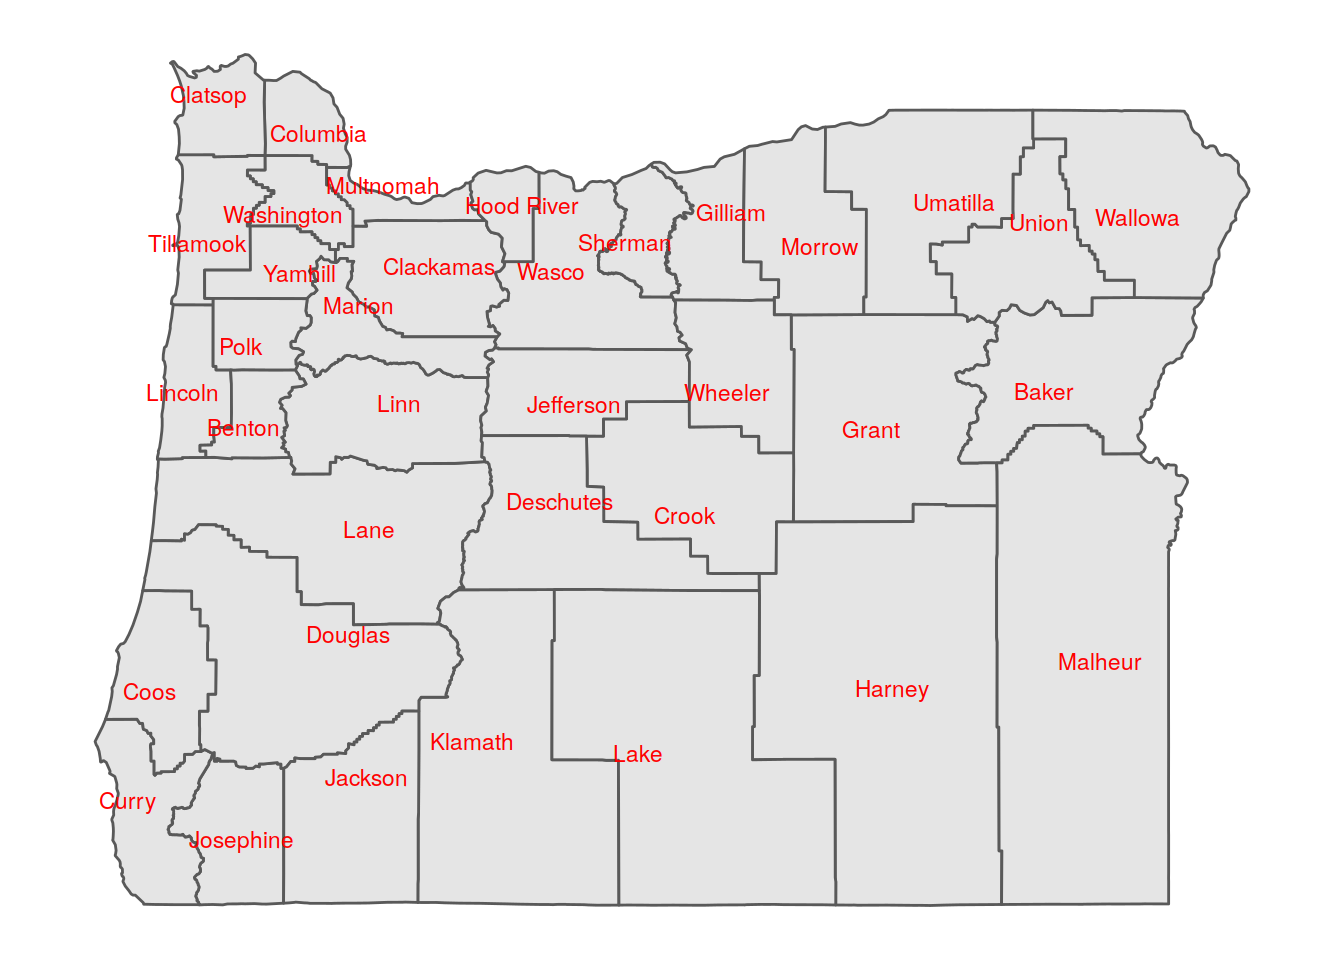 Clatsop
Columbia
Multnomah
Hood River
Washington
Tillamook
Yamhill
Clackamas
Wasco
Sherman
Gilliam
Morrow
Umatilla
Union
Wallowa
Marion
Polk
Lincoln
Benton
Linn
Jefferson
Wheeler
Grant
Baker
Lane
Deschutes
Crook
Douglas
Coos
Klamath
Lake
Harney
Malheur
Curry
Josephine
Jackson